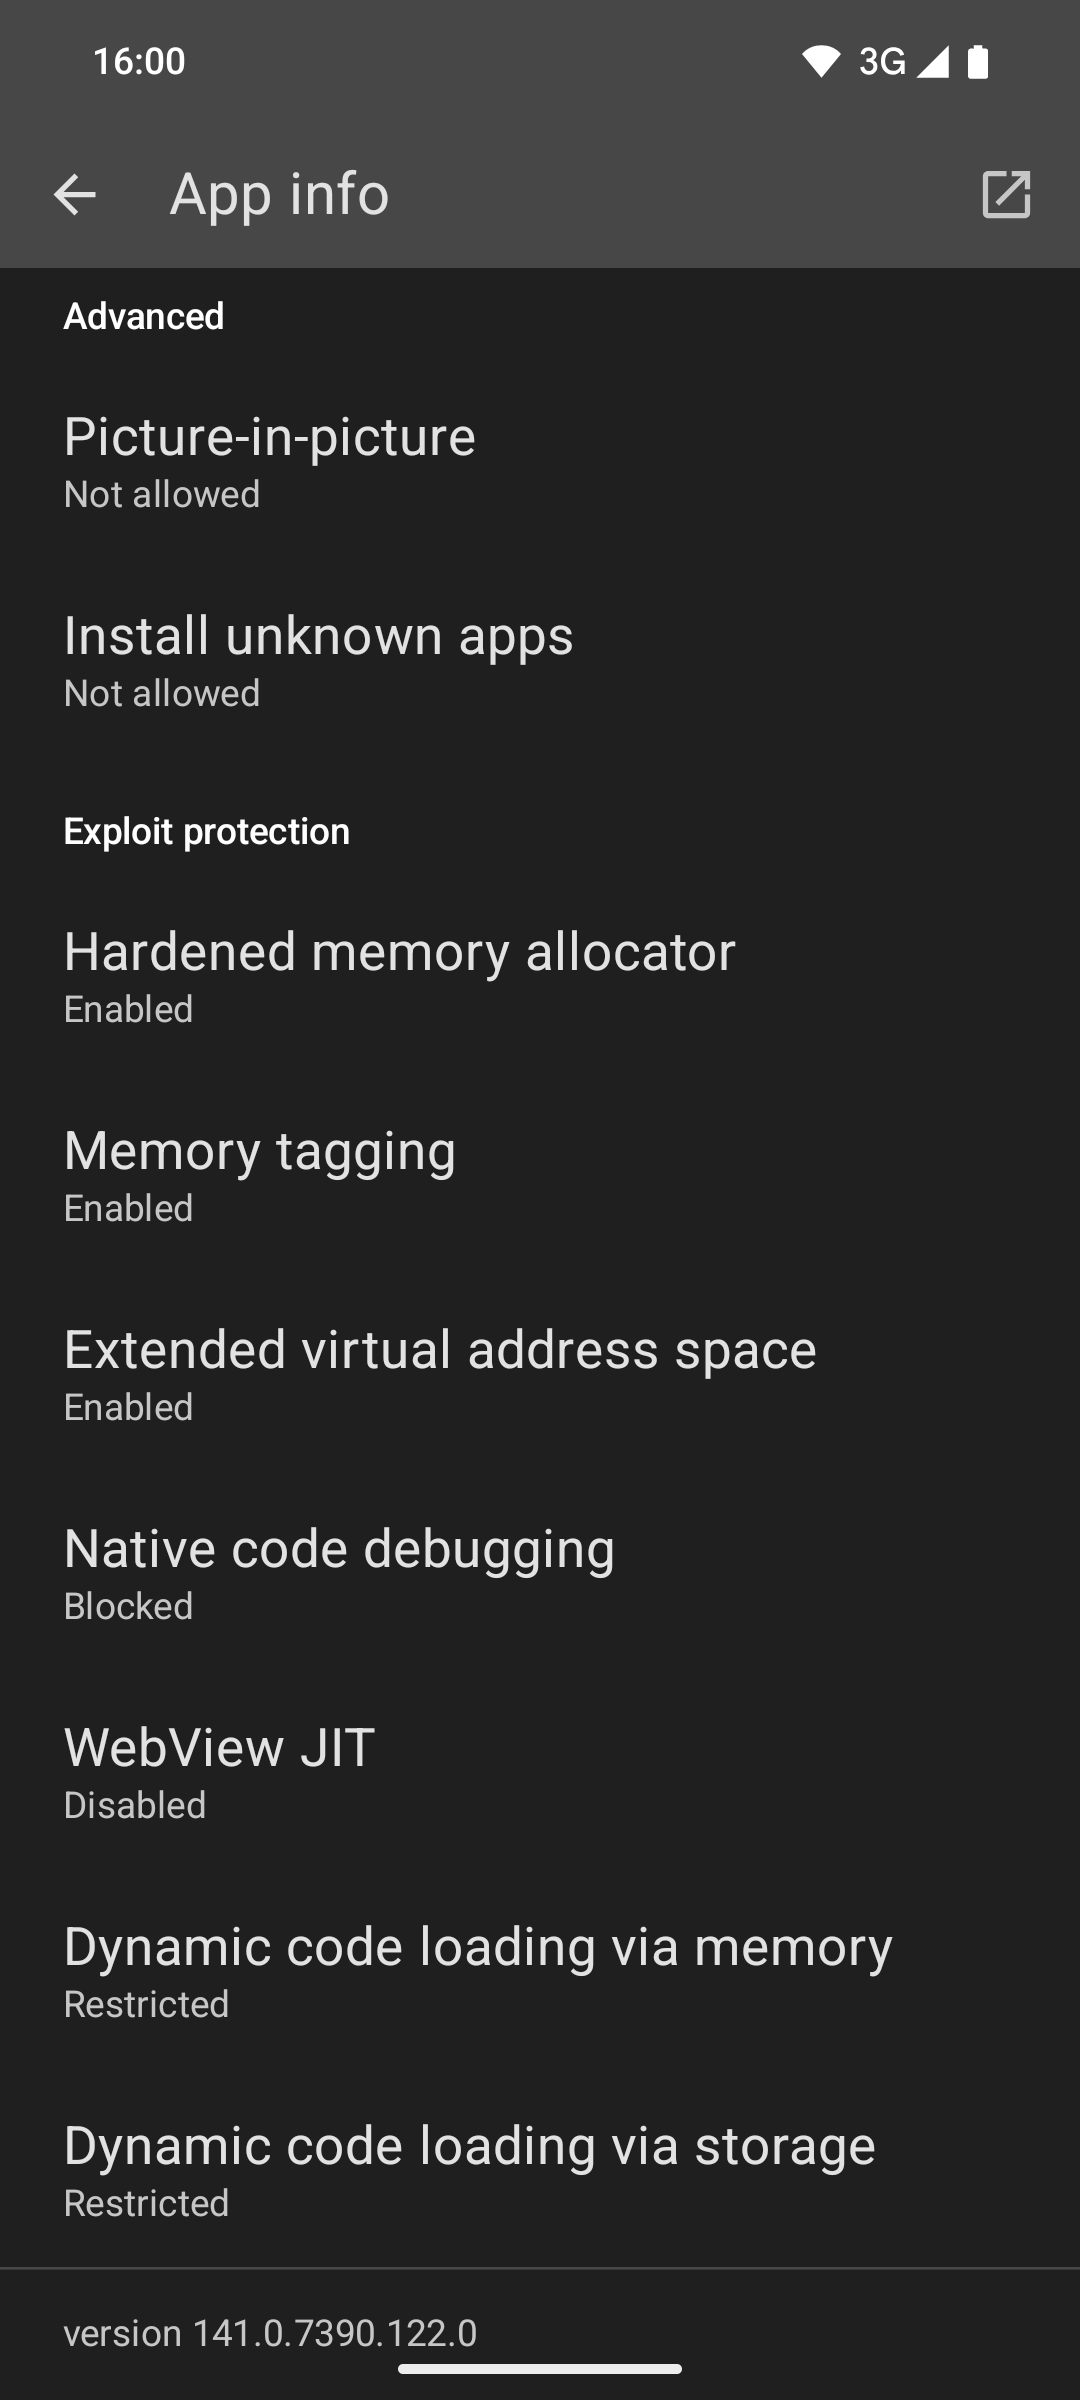 16:00
3G
App info
Advanced
Picture-in-picture
Not allowed
Install unknown apps
Not allowed
Exploit protection
Hardened memory allocator
Enabled
Memory tagging
Enabled
Extended virtual address space
Enabled
Native code debugging
Blocked
WebView JIT
Disabled
Dynamic code loading via memory
Restricted
Dynamic code loading via storage
Restricted
version 141.0.7390.122.0